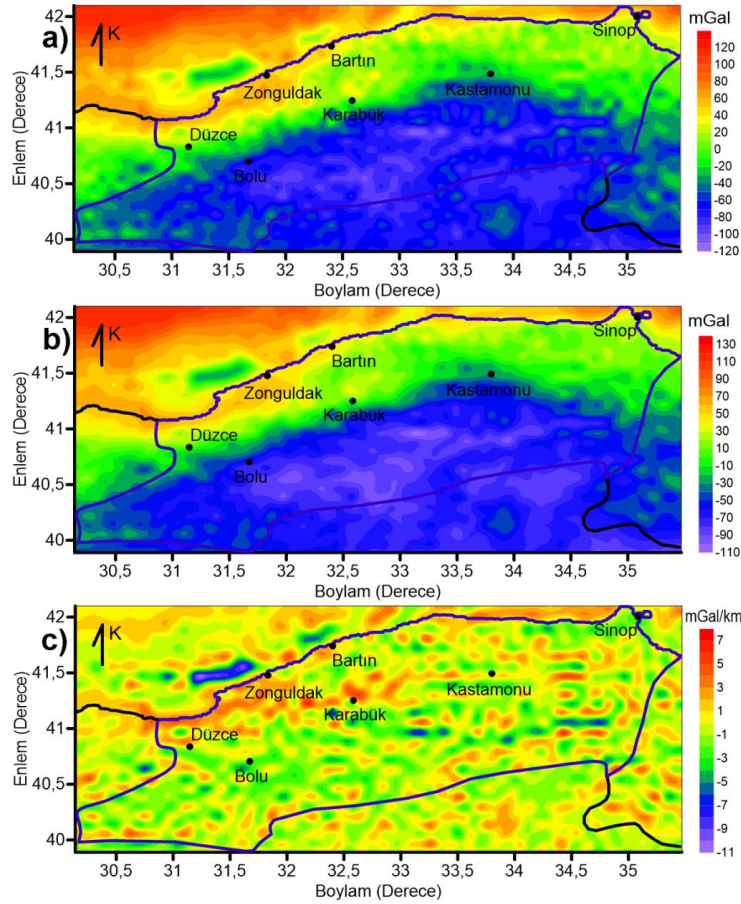 a)
K
Sinop
Bartın
Zonguldak
Kastamonu
Karabük
Düzce
Bolu
42
41,5
41
40,5
40
Enlem (Derece)
30,5 31 31,5 32 32,5 33 33,5 34 34,5 35
Boylam (Derece)
mGal
120
100
80
60
40
20
0
-20
-40
-60
-80
-100
-120
b)
K
Sinop
Bartın
Zonguldak
Kastamonu
Karabük
Düzce
Bolu
42
41,5
41
40,5
40
Enlem (Derece)
30,5 31 31,5 32 32,5 33 33,5 34 34,5 35
Boylam (Derece)
mGal
130
110
90
70
50
30
10
-10
-30
-50
-70
-90
-110
c)
K
Sinop
Bartın
Zonguldak
Kastamonu
Karabük
Düzce
Bolu
42
41,5
41
40,5
40
Enlem (Derece)
30,5 31 31,5 32 32,5 33 33,5 34 34,5 35
Boylam (Derece)
mGal/km
7
5
3
1
-1
-2
-4
-5
-7
-9
-11